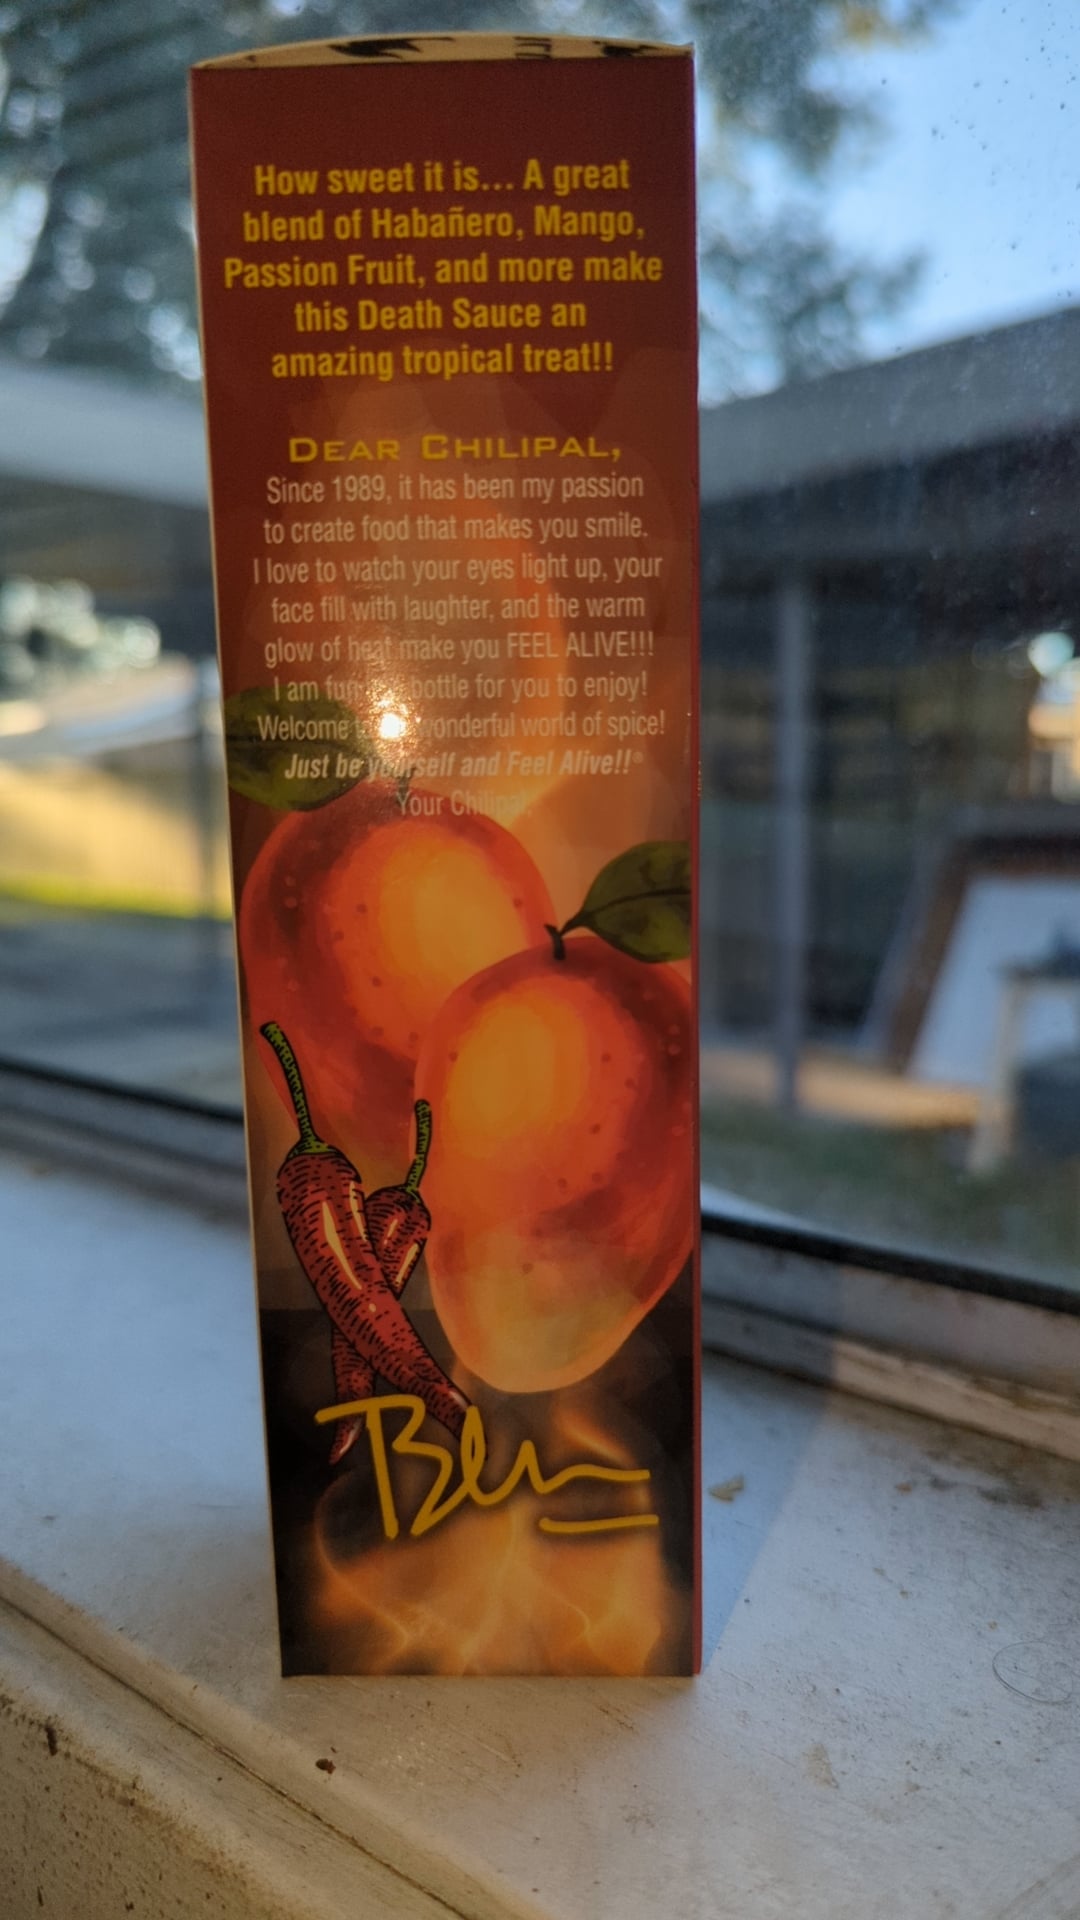 How sweet it is... A great
blend of Habañero, Mango,
Passion Fruit, and more make
this Death Sauce an
amazing tropical treat!!
DEAR CHILIPAL,
Since 1989, it has been my passion
to create food that makes you smile.
I love to watch your eyes light up, your
face fill with laughter, and the warm
glow of heat make you FEEL ALIVE!!!
I am bottle for you to enjoy!
Welcome wonderful world of spice!
Just be yourself and Feel Alive!!®
Your Chilipal,
Ben